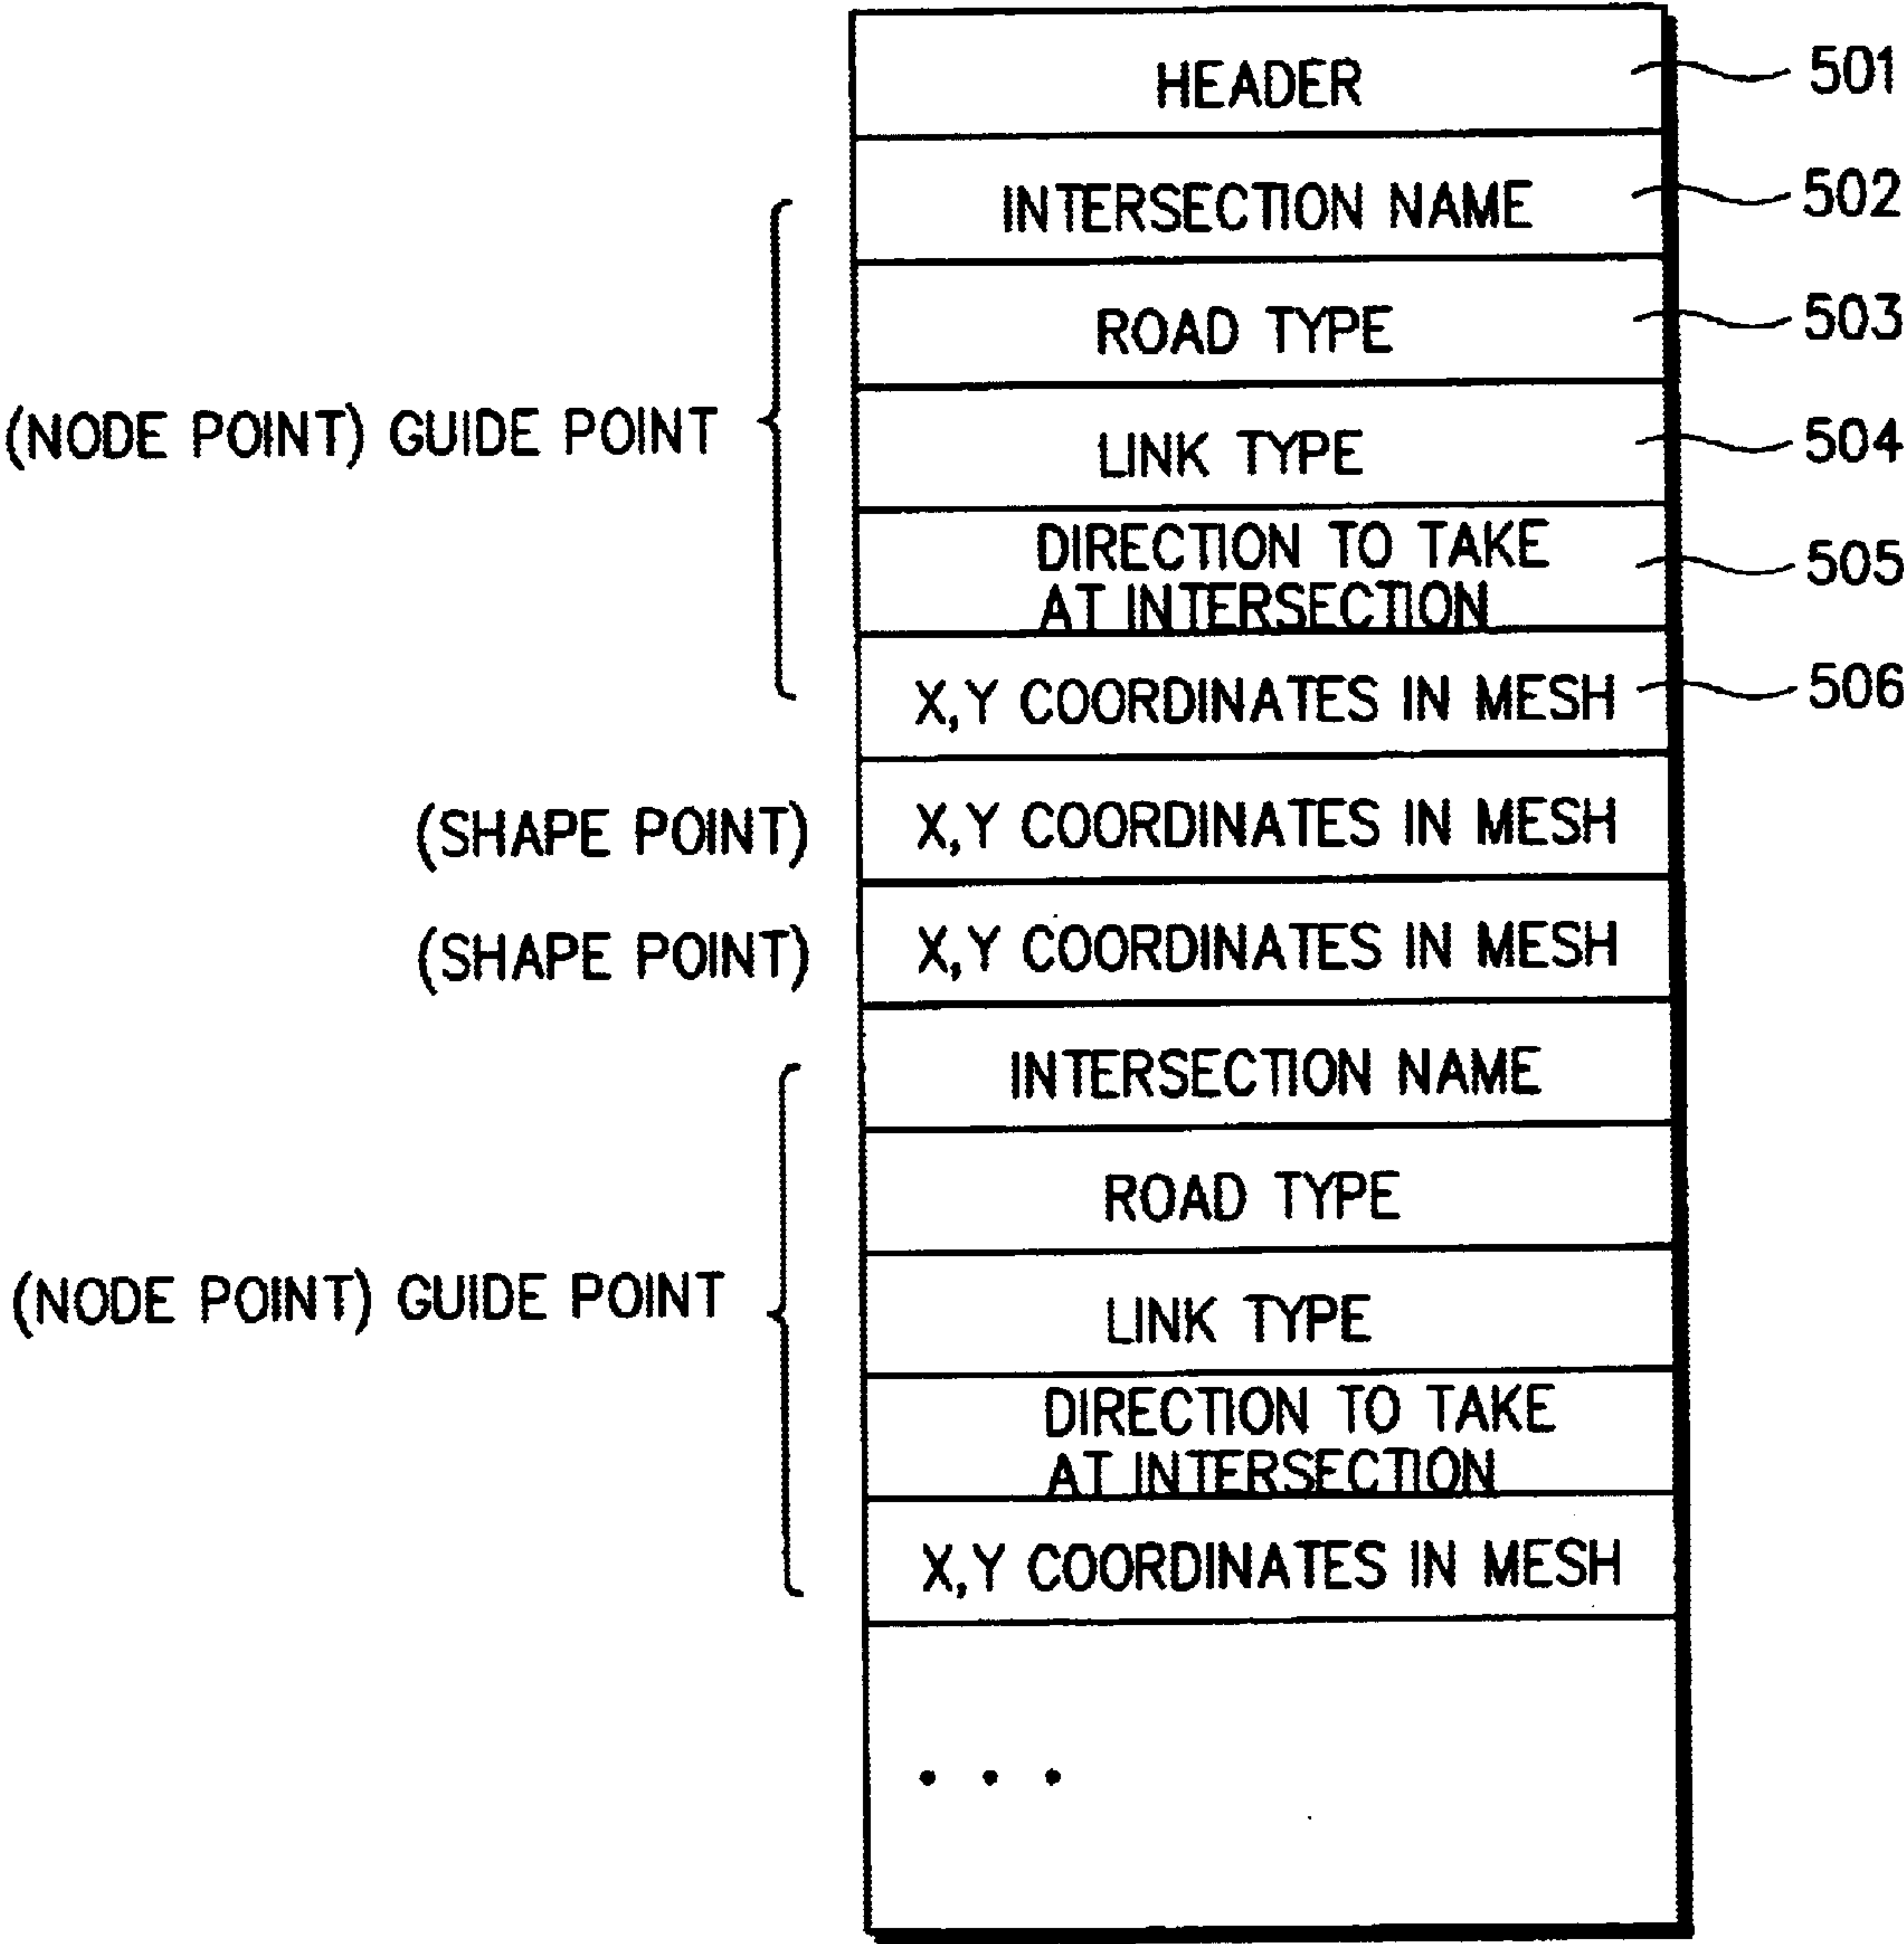 HEADER
501
INTERSECTION NAME
502
ROAD TYPE
503
(NODE POINT) GUIDE POINT
LINK TYPE
504
DIRECTION TO TAKE
AT INTERSECTION
505
X,Y COORDINATES IN MESH
506
(SHAPE POINT)
X,Y COORDINATES IN MESH
(SHAPE POINT)
X,Y COORDINATES IN MESH
INTERSECTION NAME
ROAD TYPE
(NODE POINT) GUIDE POINT
LINK TYPE
DIRECTION TO TAKE
AT INTERSECTION
X,Y COORDINATES IN MESH
. . .